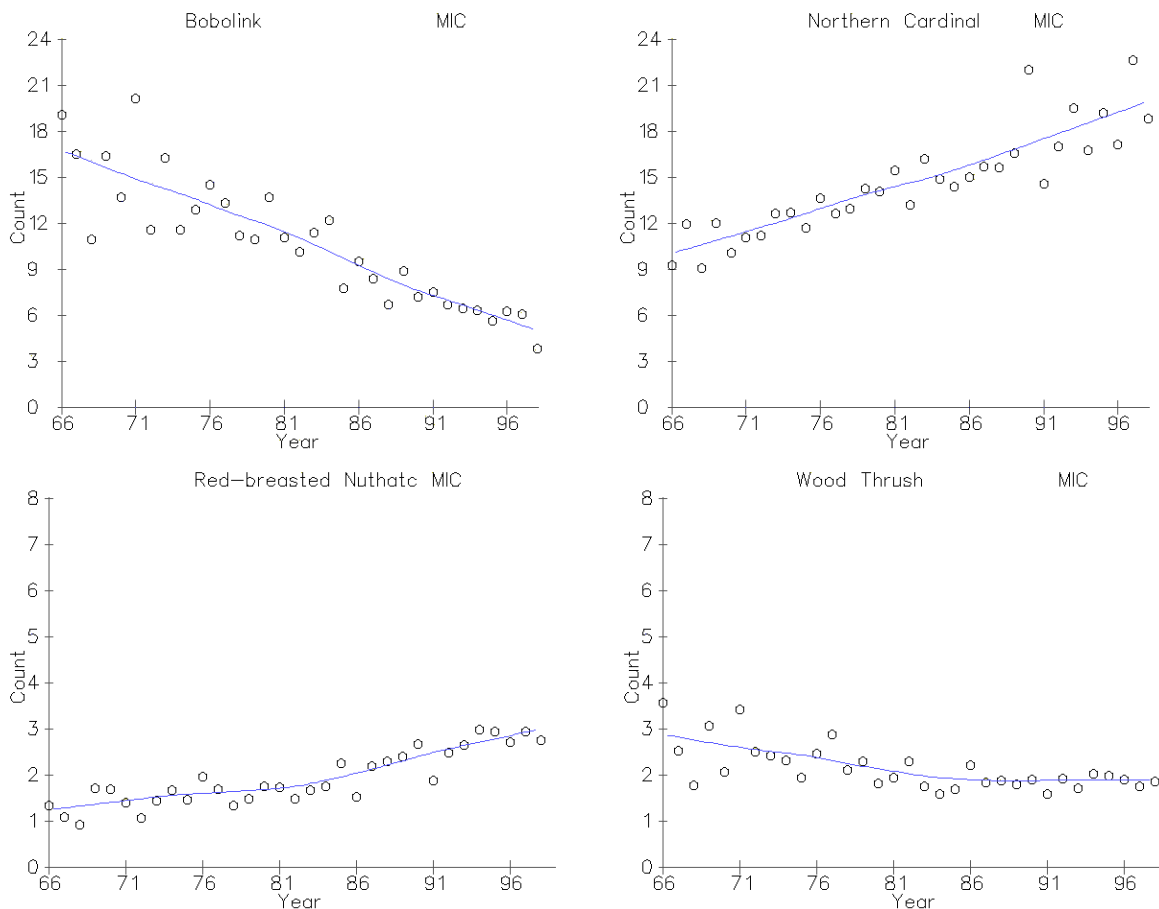 Bobolink MIC
24
21
18
15
12
9
6
3
0
Count
66 71 76 81 86 91 96
Year
Northern Cardinal MIC
24
21
18
15
12
9
6
3
0
Count
66 71 76 81 86 91 96
Year
Red-breasted Nuthatc MIC
8
7
6
5
4
3
2
1
0
Count
66 71 76 81 86 91 96
Year
Wood Thrush MIC
8
7
6
5
4
3
2
1
0
Count
66 71 76 81 86 91 96
Year